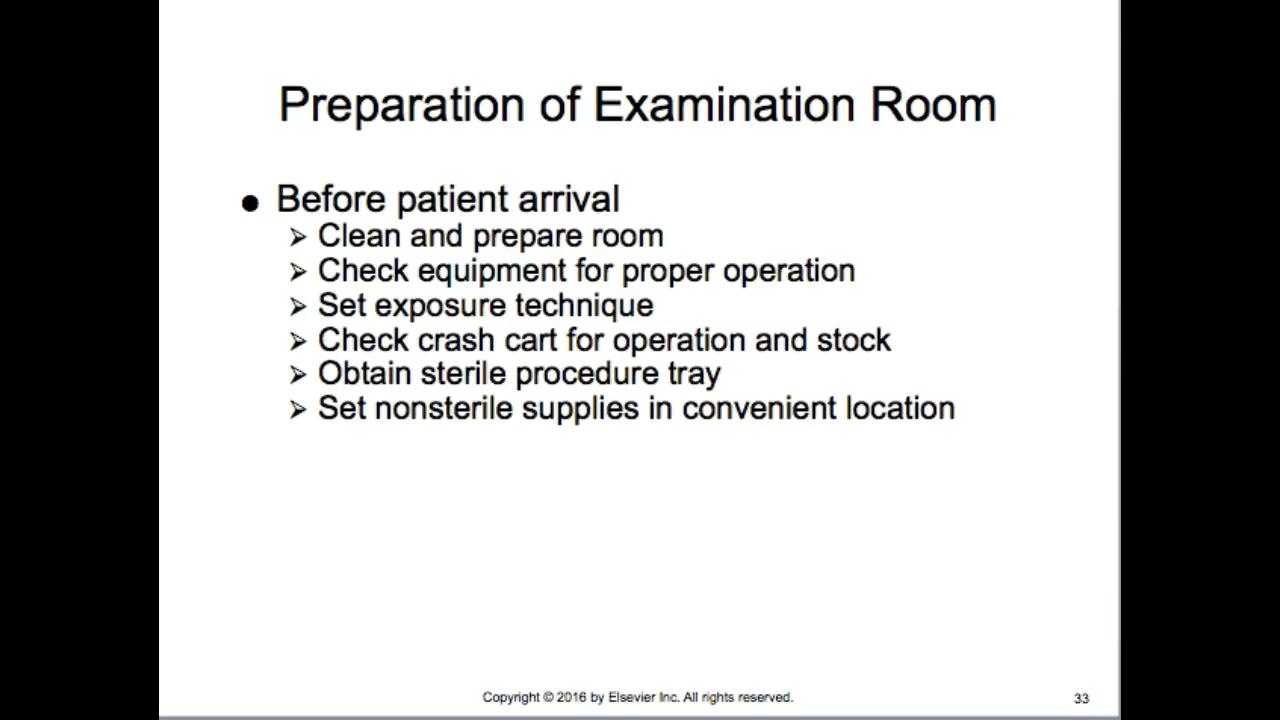 Preparation of Examination Room
● Before patient arrival
➢ Clean and prepare room
➢ Check equipment for proper operation
➢ Set exposure technique
➢ Check crash cart for operation and stock
➢ Obtain sterile procedure tray
➢ Set nonsterile supplies in convenient location
Copyright © 2016 by Elsevier Inc. All rights reserved.
33